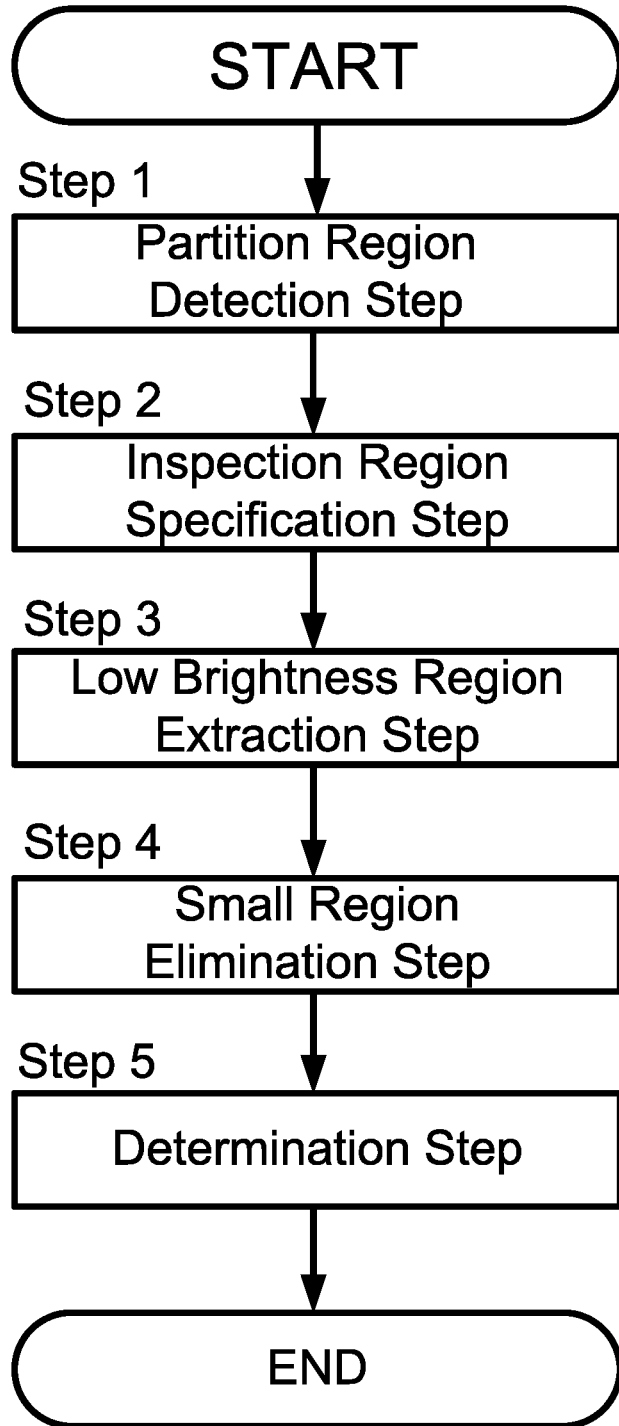 START
Step 1
Partition Region
Detection Step
Step 2
Inspection Region
Specification Step
Step 3
Low Brightness Region
Extraction Step
Step 4
Small Region
Elimination Step
Step 5
Determination Step
END